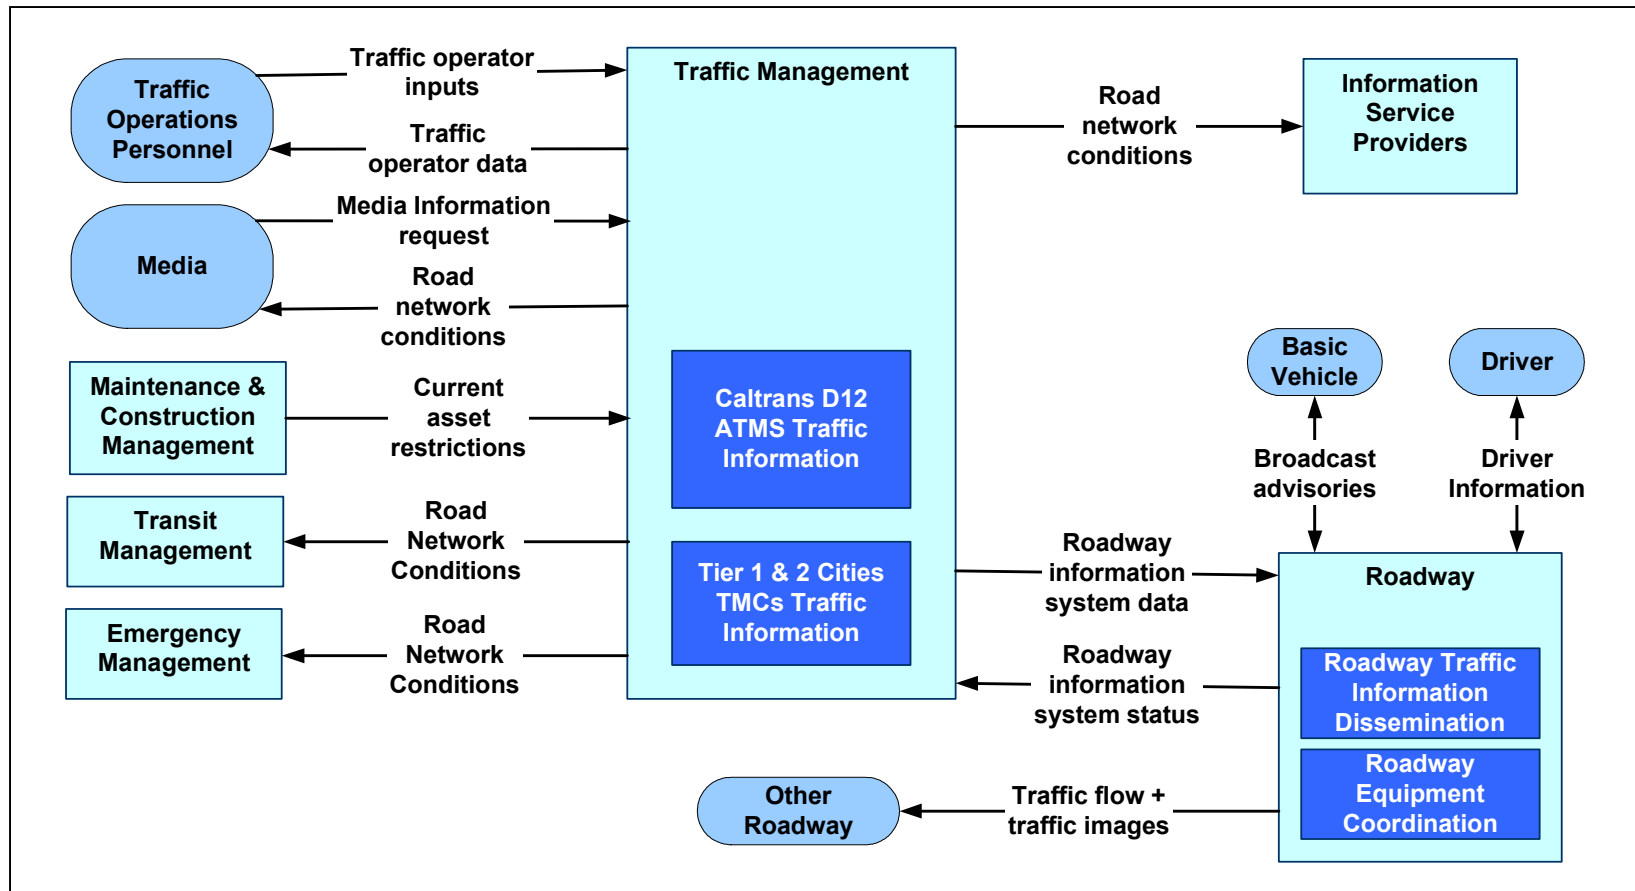 Traffic
Operations
Personnel
Traffic operator
inputs
Traffic
operator data
Media
Media Information
request
Road
network
conditions
Maintenance &
Construction
Management
Current
asset
restrictions
Transit
Management
Road
Network
Conditions
Emergency
Management
Road
Network
Conditions
Traffic Management
Caltrans D12
ATMS Traffic
Information
Tier 1 & 2 Cities
TMCs Traffic
Information
Road
network
conditions
Information
Service
Providers
Basic
Vehicle
Driver
Broadcast
advisories
Driver
Information
Roadway
information
system data
Roadway
information
system status
Roadway
Roadway Traffic
Information
Dissemination
Roadway
Equipment
Coordination
Traffic flow +
traffic images
Other
Roadway